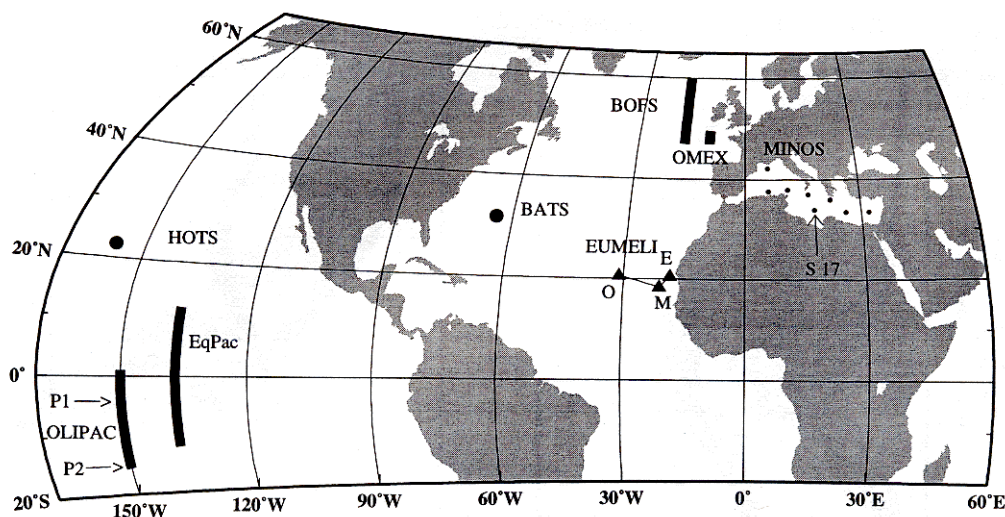 60°N
40°N
20°N
0°
20°S
BOFS
OMEX
MINOS
HOTS
BATS
EUMELI
E
O
M
S 17
EqPac
P1
OLIPAC
P2
150°W
120°W
90°W
60°W
30°W
0°
30°E
60°E